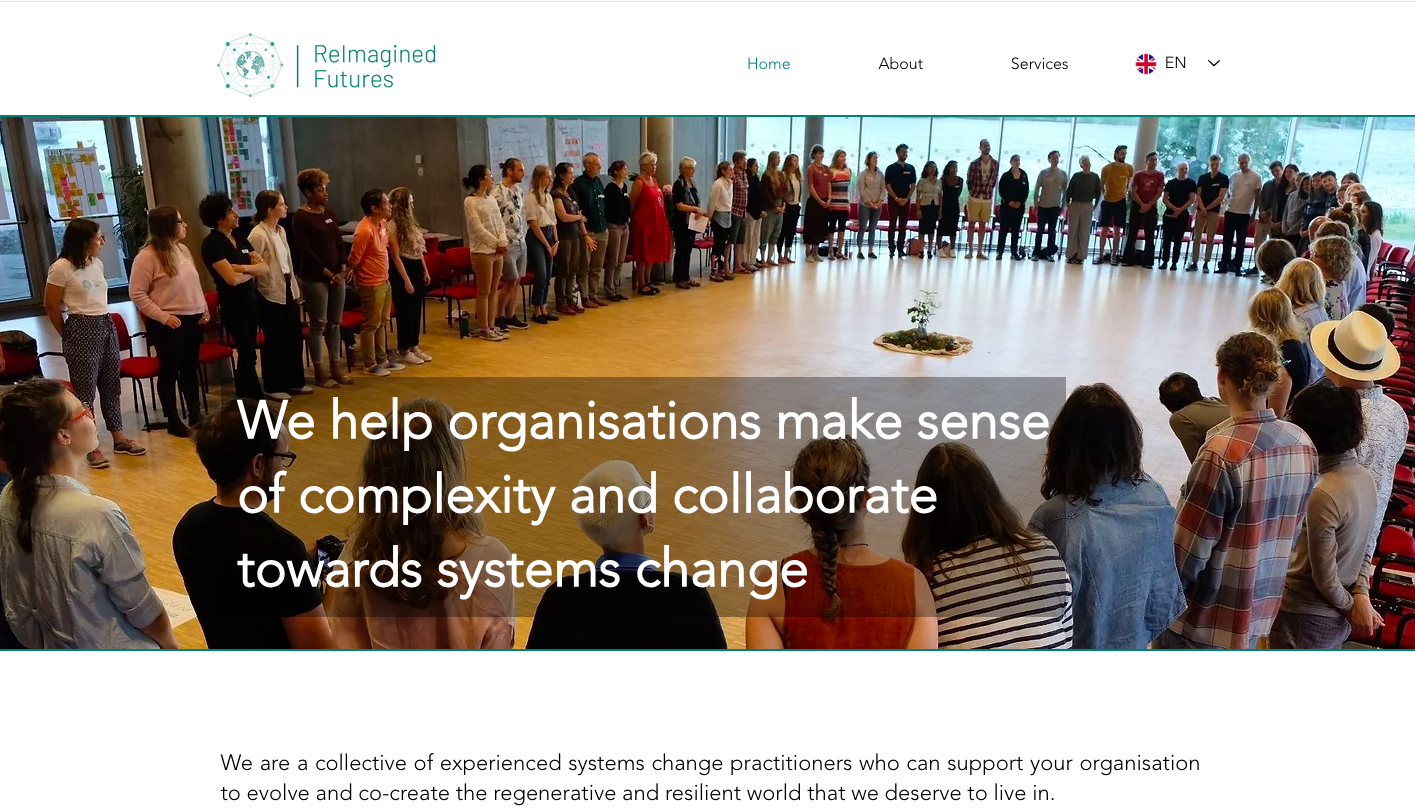 ReImagined
Futures
Home
About
Services
EN
We help organisations make sense
of complexity and collaborate
towards systems change
We are a collective of experienced systems change practitioners who can support your organisation
to evolve and co-create the regenerative and resilient world that we deserve to live in.